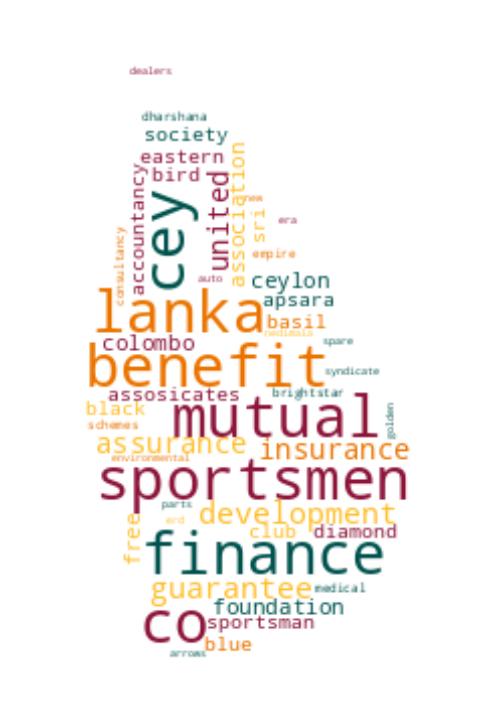 dealers
dharshana
society
eastern
bird
accountancy
cey
united
association
new
sri
era
consultancy
empire
auto
ceylon
apsara
lanka
basil
nedimals
colombo
spare
benefit
syndicate
assosicates
brightstar
black
mutual
golden
schemes
assurance
insurance
environmental
sportsmen
parts
development
erd
free
club
diamond
finance
guarantee
medical
foundation
co
sportsman
blue
arrows